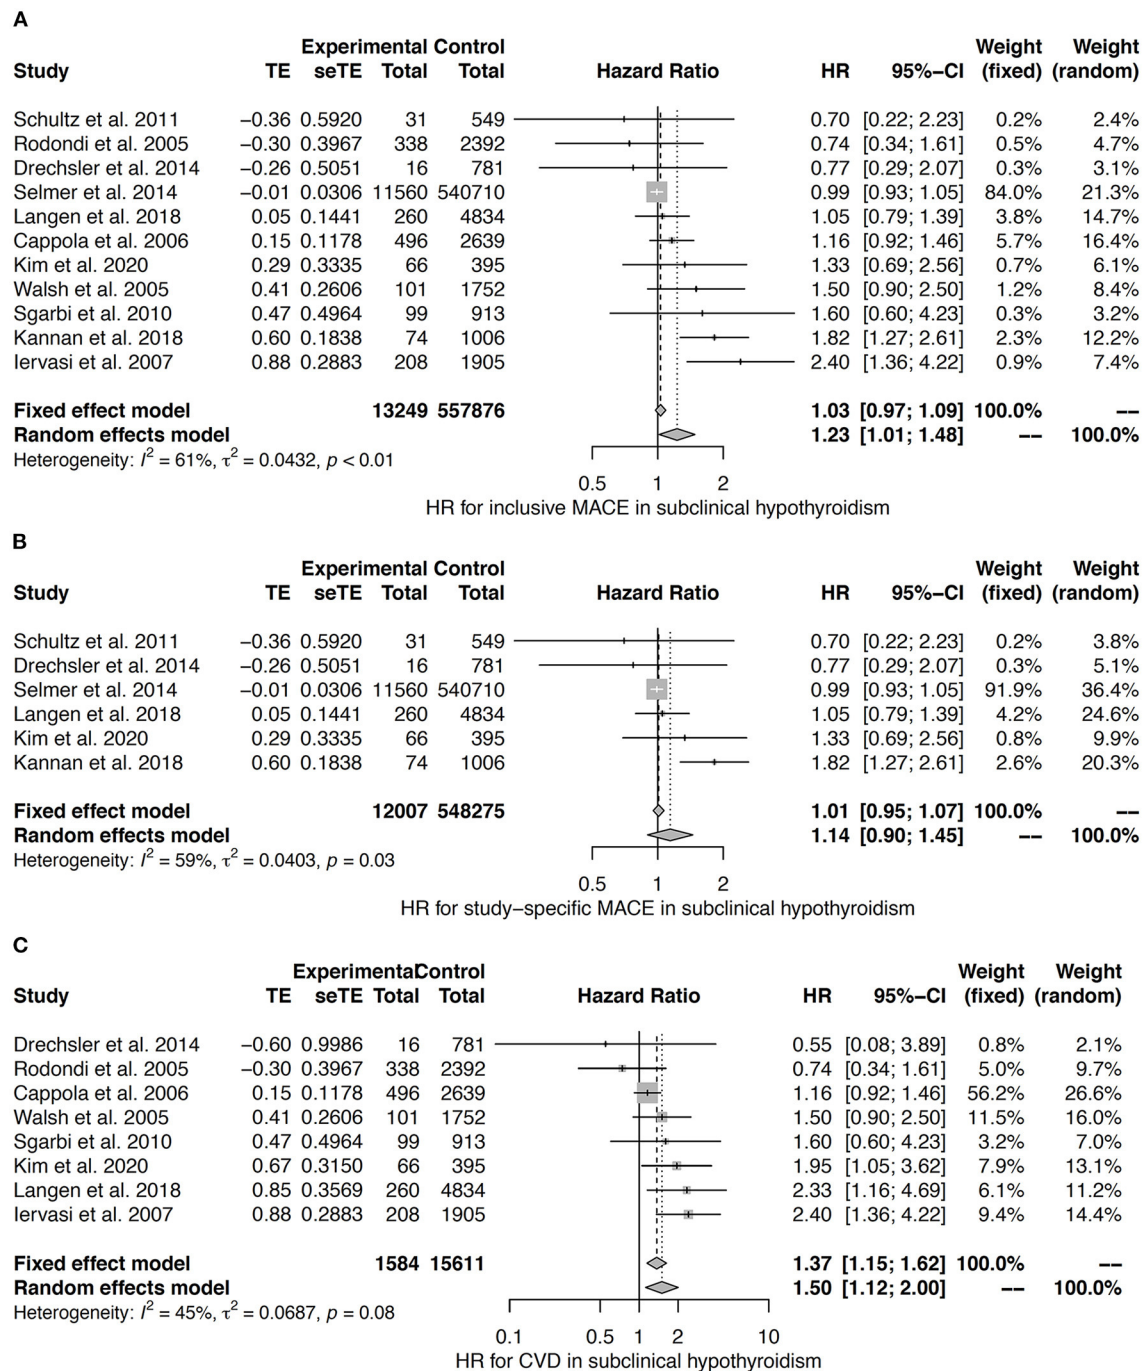 A
Experimental Control Weight Weight
Study TE seTE Total Total Hazard Ratio HR 95%−CI (fixed) (random)
Schultz et al. 2011 −0.36 0.5920 31 549 0.70 [0.22; 2.23] 0.2% 2.4%
Rodondi et al. 2005 −0.30 0.3967 338 2392 0.74 [0.34; 1.61] 0.5% 4.7%
Drechsler et al. 2014 −0.26 0.5051 16 781 0.77 [0.29; 2.07] 0.3% 3.1%
Selmer et al. 2014 −0.01 0.0306 11560 540710 0.99 [0.93; 1.05] 84.0% 21.3%
Langen et al. 2018 0.05 0.1441 260 4834 1.05 [0.79; 1.39] 3.8% 14.7%
Cappola et al. 2006 0.15 0.1178 496 2639 1.16 [0.92; 1.46] 5.7% 16.4%
Kim et al. 2020 0.29 0.3335 66 395 1.33 [0.69; 2.56] 0.7% 6.1%
Walsh et al. 2005 0.41 0.2606 101 1752 1.50 [0.90; 2.50] 1.2% 8.4%
Sgarbi et al. 2010 0.47 0.4964 99 913 1.60 [0.60; 4.23] 0.3% 3.2%
Kannan et al. 2018 0.60 0.1838 74 1006 1.82 [1.27; 2.61] 2.3% 12.2%
Iervasi et al. 2007 0.88 0.2883 208 1905 2.40 [1.36; 4.22] 0.9% 7.4%
Fixed effect model 13249 557876 1.03 [0.97; 1.09] 100.0% −−
Random effects model 1.23 [1.01; 1.48] −− 100.0%
Heterogeneity: I² = 61%, τ² = 0.0432, p < 0.01
0.5 1 2
HR for inclusive MACE in subclinical hypothyroidism
B
Experimental Control Weight Weight
Study TE seTE Total Total Hazard Ratio HR 95%−CI (fixed) (random)
Schultz et al. 2011 −0.36 0.5920 31 549 0.70 [0.22; 2.23] 0.2% 3.8%
Drechsler et al. 2014 −0.26 0.5051 16 781 0.77 [0.29; 2.07] 0.3% 5.1%
Selmer et al. 2014 −0.01 0.0306 11560 540710 0.99 [0.93; 1.05] 91.9% 36.4%
Langen et al. 2018 0.05 0.1441 260 4834 1.05 [0.79; 1.39] 4.2% 24.6%
Kim et al. 2020 0.29 0.3335 66 395 1.33 [0.69; 2.56] 0.8% 9.9%
Kannan et al. 2018 0.60 0.1838 74 1006 1.82 [1.27; 2.61] 2.6% 20.3%
Fixed effect model 12007 548275 1.01 [0.95; 1.07] 100.0% −−
Random effects model 1.14 [0.90; 1.45] −− 100.0%
Heterogeneity: I² = 59%, τ² = 0.0403, p = 0.03
0.5 1 2
HR for study−specific MACE in subclinical hypothyroidism
C
Experimental Control Weight Weight
Study TE seTE Total Total Hazard Ratio HR 95%−CI (fixed) (random)
Drechsler et al. 2014 −0.60 0.9986 16 781 0.55 [0.08; 3.89] 0.8% 2.1%
Rodondi et al. 2005 −0.30 0.3967 338 2392 0.74 [0.34; 1.61] 5.0% 9.7%
Cappola et al. 2006 0.15 0.1178 496 2639 1.16 [0.92; 1.46] 56.2% 26.6%
Walsh et al. 2005 0.41 0.2606 101 1752 1.50 [0.90; 2.50] 11.5% 16.0%
Sgarbi et al. 2010 0.47 0.4964 99 913 1.60 [0.60; 4.23] 3.2% 7.0%
Kim et al. 2020 0.67 0.3150 66 395 1.95 [1.05; 3.62] 7.9% 13.1%
Langen et al. 2018 0.85 0.3569 260 4834 2.33 [1.16; 4.69] 6.1% 11.2%
Iervasi et al. 2007 0.88 0.2883 208 1905 2.40 [1.36; 4.22] 9.4% 14.4%
Fixed effect model 1584 15611 1.37 [1.15; 1.62] 100.0% −−
Random effects model 1.50 [1.12; 2.00] −− 100.0%
Heterogeneity: I² = 45%, τ² = 0.0687, p = 0.08
0.1 0.5 1 2 10
HR for CVD in subclinical hypothyroidism